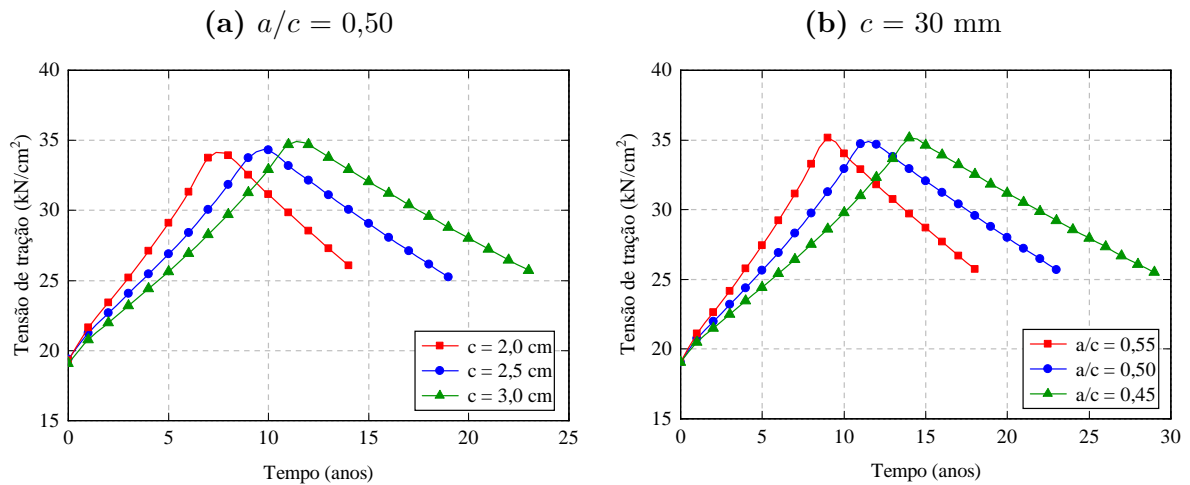 (a) a/c = 0,50
40
35
30
25
20
15
Tensão de tração (kN/cm²)
0 5 10 15 20 25
Tempo (anos)
c = 2,0 cm
c = 2,5 cm
c = 3,0 cm
(b) c = 30 mm
40
35
30
25
20
15
Tensão de tração (kN/cm²)
0 5 10 15 20 25 30
Tempo (anos)
a/c = 0,55
a/c = 0,50
a/c = 0,45